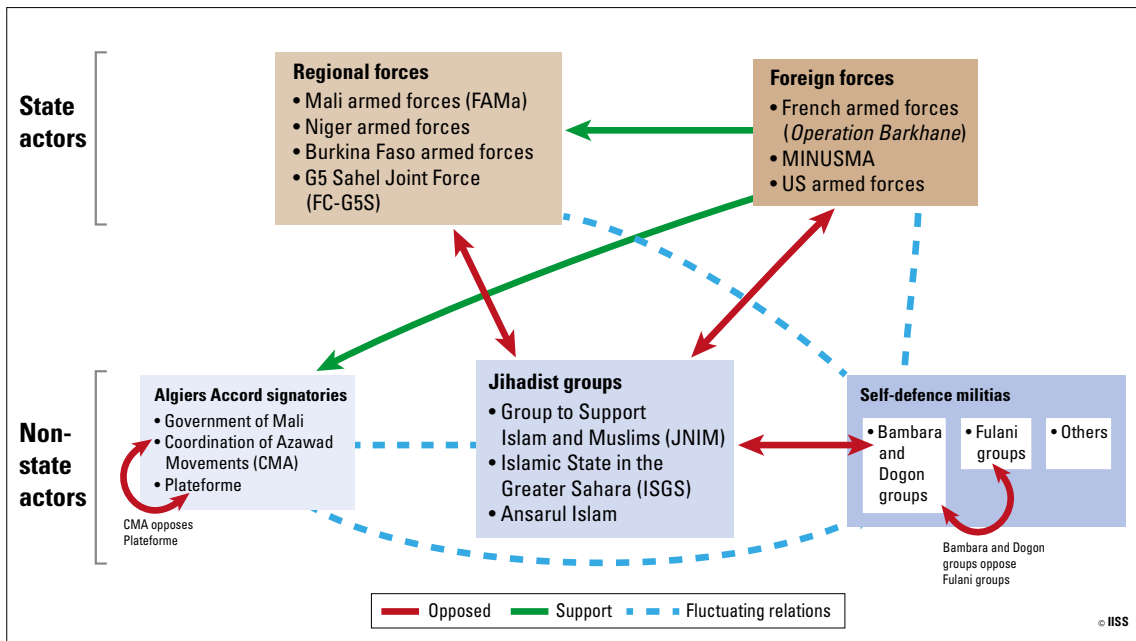 State
actors
Regional forces
• Mali armed forces (FAMa)
• Niger armed forces
• Burkina Faso armed forces
• G5 Sahel Joint Force
(FC-G5S)
Foreign forces
• French armed forces
(Operation Barkhane)
• MINUSMA
• US armed forces
Non-
state
actors
Algiers Accord signatories
• Government of Mali
• Coordination of Azawad
Movements (CMA)
• Plateforme
CMA opposes
Plateforme
Jihadist groups
• Group to Support
Islam and Muslims (JNIM)
• Islamic State in the
Greater Sahara (ISGS)
• Ansarul Islam
Self-defence militias
• Bambara
and
Dogon
groups
• Fulani
groups
• Others
Bambara and Dogon
groups oppose
Fulani groups
Opposed
Support
Fluctuating relations
© IISS